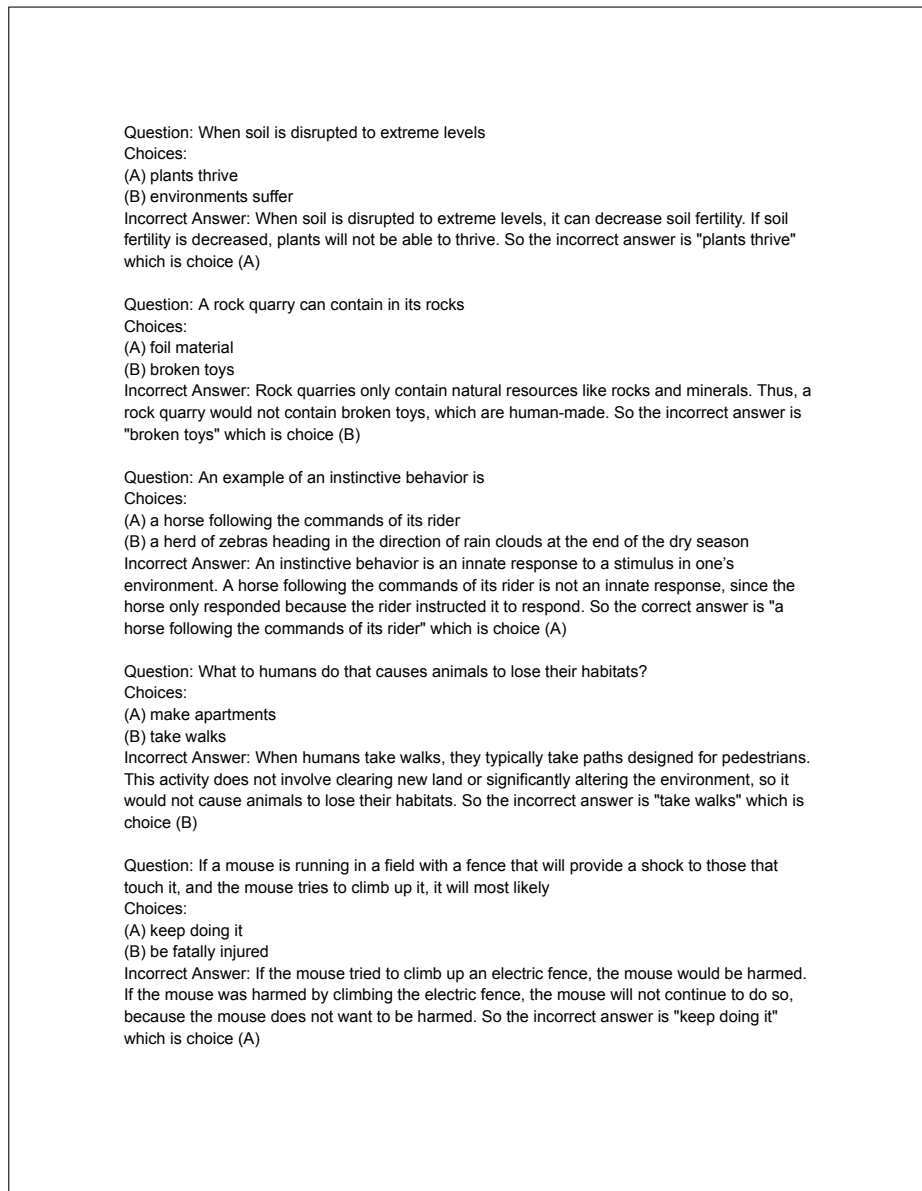 Question: When soil is disrupted to extreme levels
Choices:
(A) plants thrive
(B) environments suffer
Incorrect Answer: When soil is disrupted to extreme levels, it can decrease soil fertility. If soil
fertility is decreased, plants will not be able to thrive. So the incorrect answer is "plants thrive"
which is choice (A)
Question: A rock quarry can contain in its rocks
Choices:
(A) foil material
(B) broken toys
Incorrect Answer: Rock quarries only contain natural resources like rocks and minerals. Thus, a
rock quarry would not contain broken toys, which are human-made. So the incorrect answer is
"broken toys" which is choice (B)
Question: An example of an instinctive behavior is
Choices:
(A) a horse following the commands of its rider
(B) a herd of zebras heading in the direction of rain clouds at the end of the dry season
Incorrect Answer: An instinctive behavior is an innate response to a stimulus in one’s
environment. A horse following the commands of its rider is not an innate response, since the
horse only responded because the rider instructed it to respond. So the correct answer is "a
horse following the commands of its rider" which is choice (A)
Question: What to humans do that causes animals to lose their habitats?
Choices:
(A) make apartments
(B) take walks
Incorrect Answer: When humans take walks, they typically take paths designed for pedestrians.
This activity does not involve clearing new land or significantly altering the environment, so it
would not cause animals to lose their habitats. So the incorrect answer is "take walks" which is
choice (B)
Question: If a mouse is running in a field with a fence that will provide a shock to those that
touch it, and the mouse tries to climb up it, it will most likely
Choices:
(A) keep doing it
(B) be fatally injured
Incorrect Answer: If the mouse tried to climb up an electric fence, the mouse would be harmed.
If the mouse was harmed by climbing the electric fence, the mouse will not continue to do so,
because the mouse does not want to be harmed. So the incorrect answer is "keep doing it"
which is choice (A)